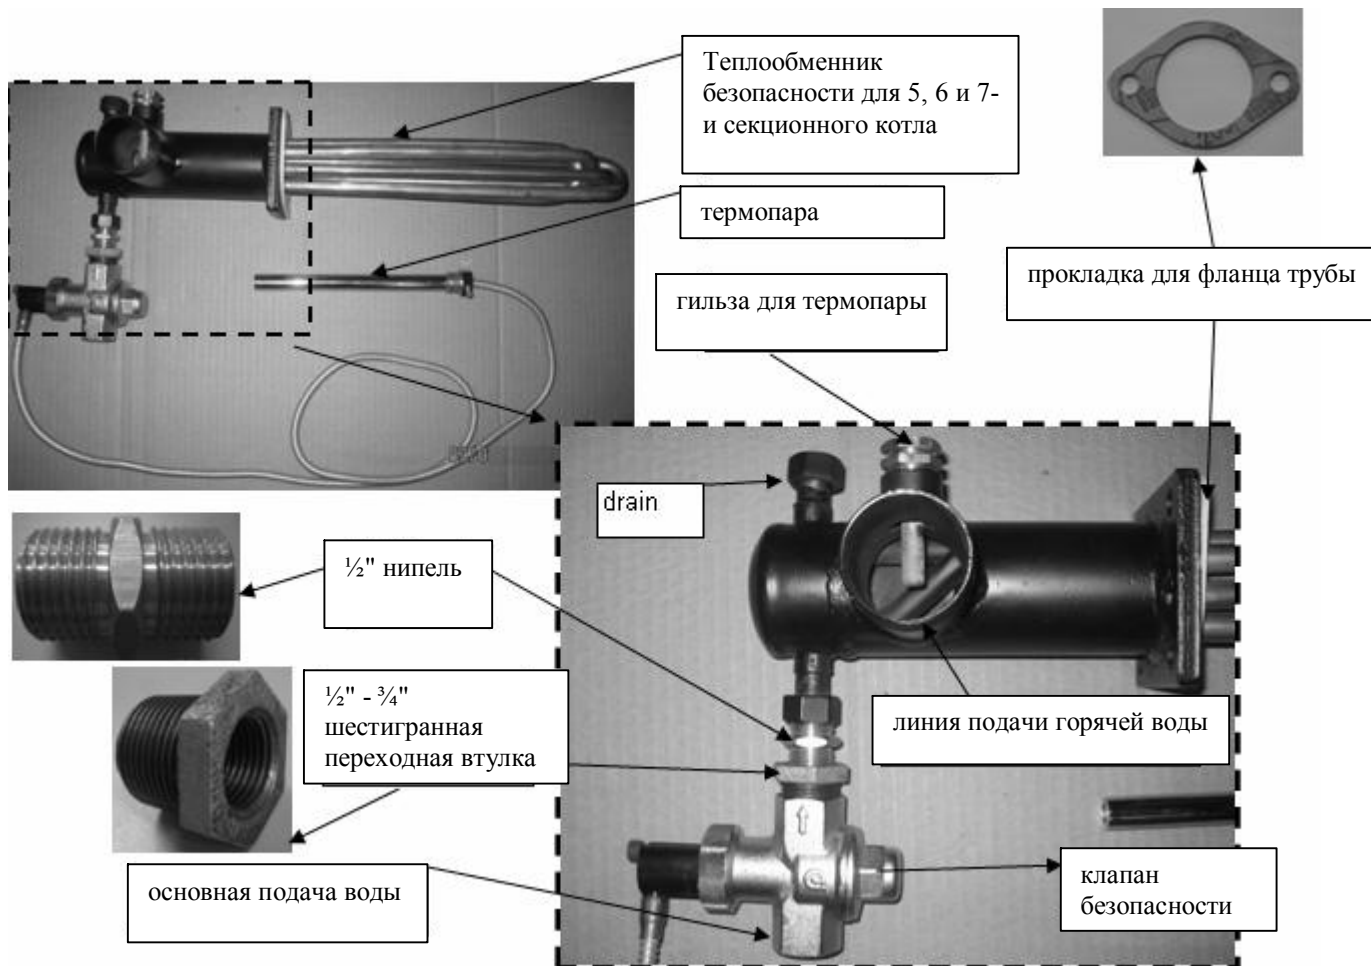 Теплообменник
безопасности для 5, 6 и 7-
и секционного котла
термопара
гильза для термопары
прокладка для фланца трубы
drain
½" нипель
½" - ¾"
шестигранная
переходная втулка
линия подачи горячей воды
основная подача воды
клапан
безопасности